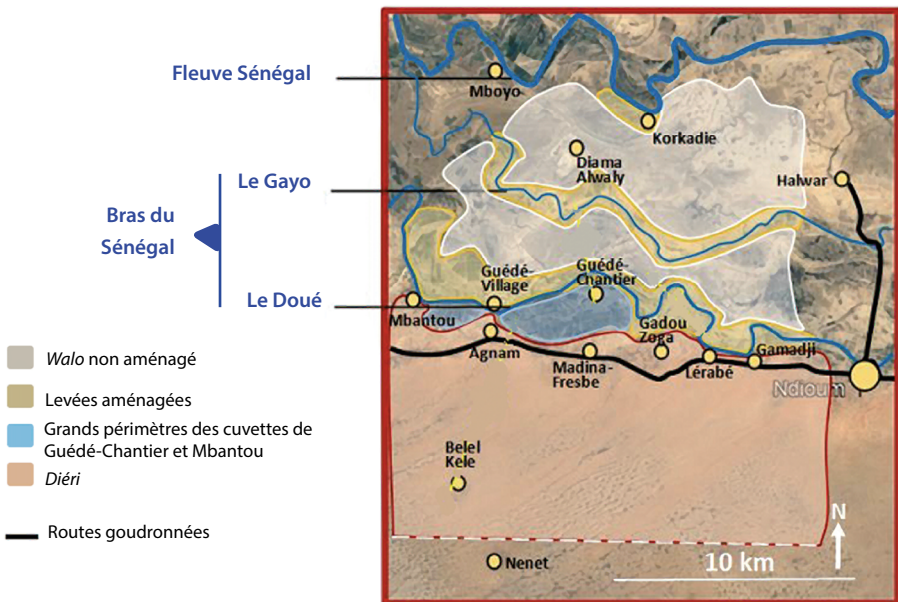 Fleuve Sénégal
Mboyo
Korkadie
Diama
Alwaly
Halwar
Le Gayo
Bras du
Sénégal
Guédé-
Village
Guédé-
Chantier
Le Doué
Mbantou
Gadou
Zoga
Agnam
Madina-
Fresbe
Lérabé
Gamadji
Ndioum
Walo non aménagé
Levées aménagées
Grands périmètres des cuvettes de
Guédé-Chantier et Mbantou
Diéri
Routes goudronnées
Belel
Kele
Nenet
N
10 km